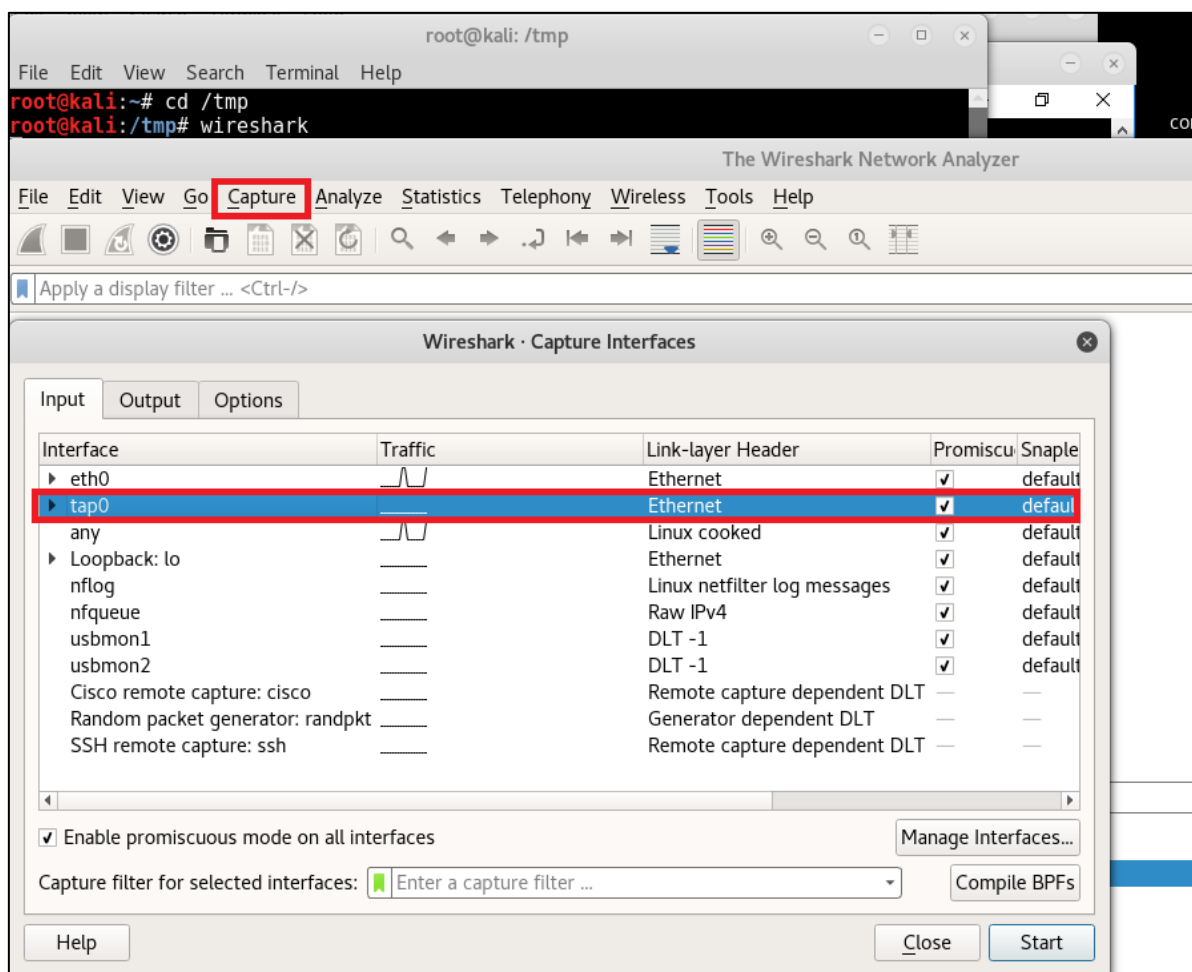 root@kali: /tmp
File Edit View Search Terminal Help
root@kali:~# cd /tmp
root@kali:/tmp# wireshark
The Wireshark Network Analyzer
File Edit View Go Capture Analyze Statistics Telephony Wireless Tools Help
Apply a display filter ... <Ctrl-/>
Wireshark · Capture Interfaces
Input Output Options
Interface Traffic Link-layer Header Promiscu Snaple
eth0 Ethernet default
tap0 Ethernet defaul
any Linux cooked default
Loopback: lo Ethernet default
nflog Linux netfilter log messages default
nfqueue Raw IPv4 default
usbmon1 DLT -1 default
usbmon2 DLT -1 default
Cisco remote capture: cisco Remote capture dependent DLT — —
Random packet generator: randpkt Generator dependent DLT — —
SSH remote capture: ssh Remote capture dependent DLT — —
Enable promiscuous mode on all interfaces Manage Interfaces...
Capture filter for selected interfaces: Enter a capture filter ... Compile BPFs
Help Close Start